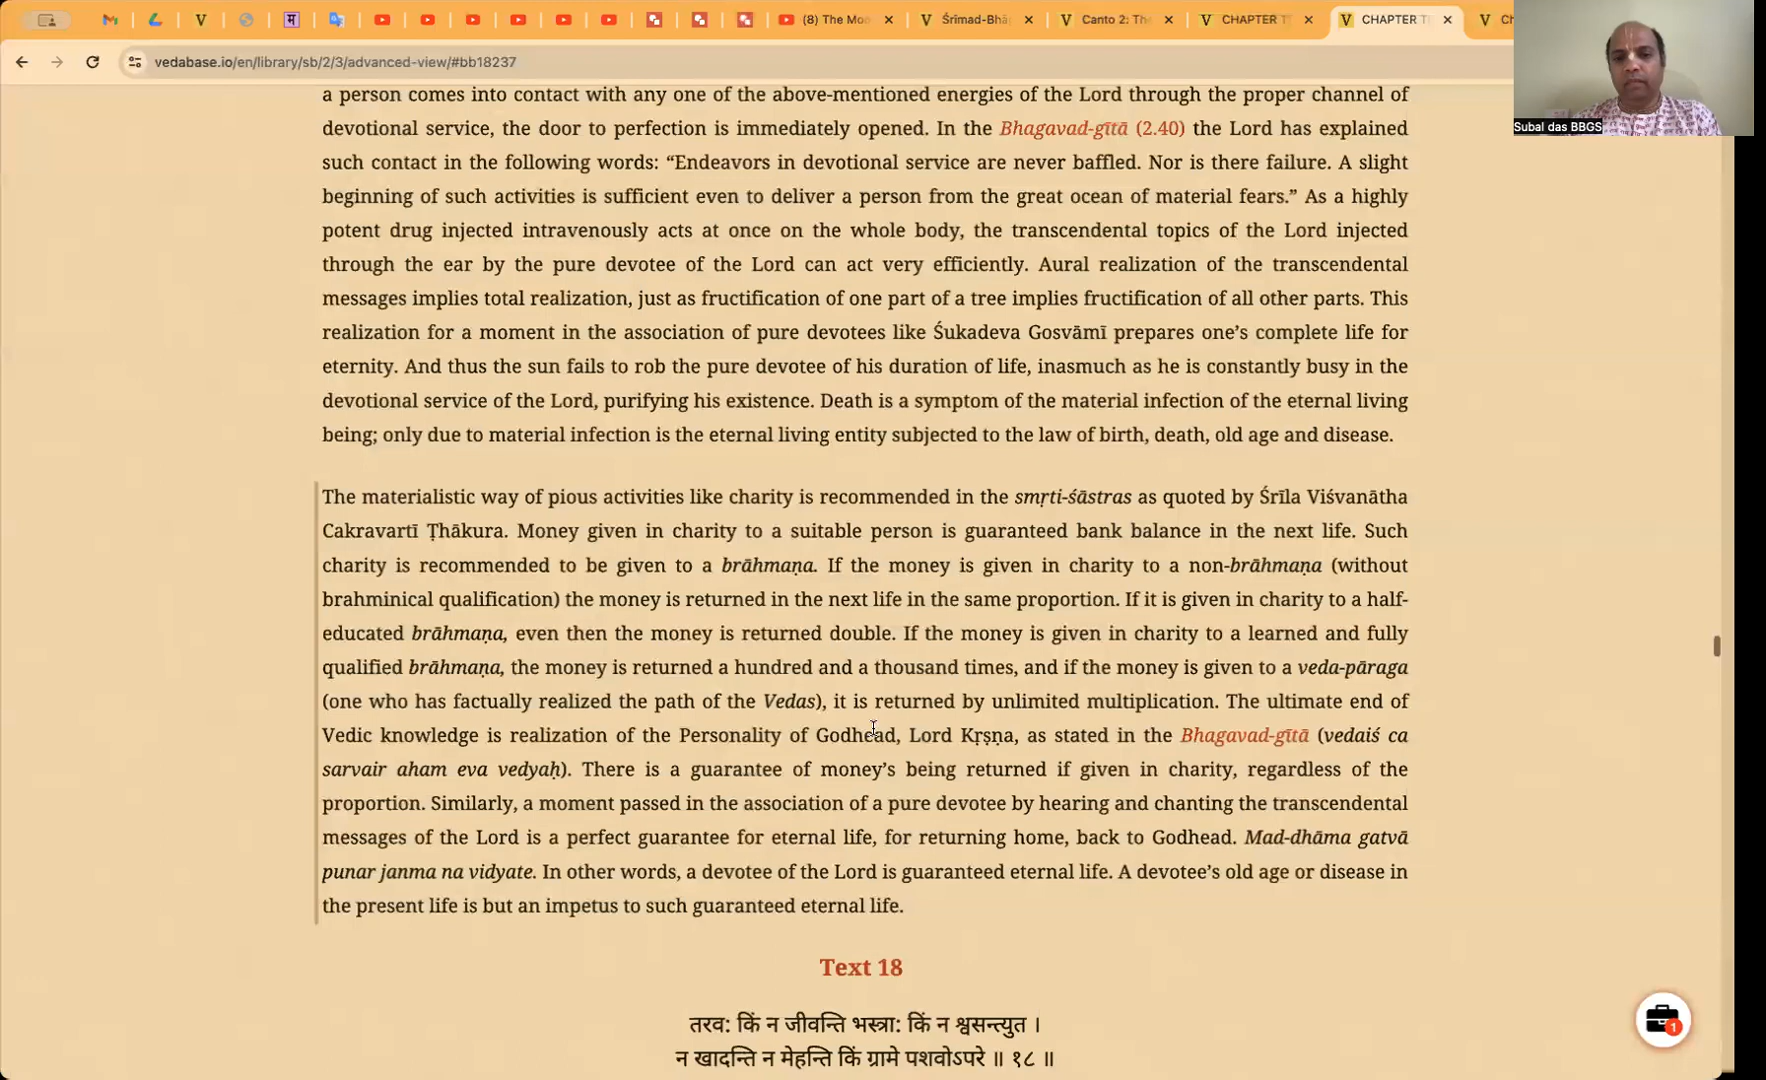 (8) The Mo
Śrīmad-Bhā
Canto 2: Th
CHAPTER T
CHAPTER T
vedabase.io/en/library/sb/2/3/advanced-view/#bb18237
Subal das BBGS
a person comes into contact with any one of the above-mentioned energies of the Lord through the proper channel of
devotional service, the door to perfection is immediately opened. In the Bhagavad-gītā (2.40) the Lord has explained
such contact in the following words: “Endeavors in devotional service are never baffled. Nor is there failure. A slight
beginning of such activities is sufficient even to deliver a person from the great ocean of material fears.” As a highly
potent drug injected intravenously acts at once on the whole body, the transcendental topics of the Lord injected
through the ear by the pure devotee of the Lord can act very efficiently. Aural realization of the transcendental
messages implies total realization, just as fructification of one part of a tree implies fructification of all other parts. This
realization for a moment in the association of pure devotees like Śukadeva Gosvāmī prepares one’s complete life for
eternity. And thus the sun fails to rob the pure devotee of his duration of life, inasmuch as he is constantly busy in the
devotional service of the Lord, purifying his existence. Death is a symptom of the material infection of the eternal living
being; only due to material infection is the eternal living entity subjected to the law of birth, death, old age and disease.
The materialistic way of pious activities like charity is recommended in the smṛti-śāstras as quoted by Śrīla Viśvanātha
Cakravartī Ṭhākura. Money given in charity to a suitable person is guaranteed bank balance in the next life. Such
charity is recommended to be given to a brāhmaṇa. If the money is given in charity to a non-brāhmaṇa (without
brahminical qualification) the money is returned in the next life in the same proportion. If it is given in charity to a half-
educated brāhmaṇa, even then the money is returned double. If the money is given in charity to a learned and fully
qualified brāhmaṇa, the money is returned a hundred and a thousand times, and if the money is given to a veda-pāraga
(one who has factually realized the path of the Vedas), it is returned by unlimited multiplication. The ultimate end of
Vedic knowledge is realization of the Personality of Godhead, Lord Kṛṣṇa, as stated in the Bhagavad-gītā (vedaiś ca
sarvair aham eva vedyaḥ). There is a guarantee of money’s being returned if given in charity, regardless of the
proportion. Similarly, a moment passed in the association of a pure devotee by hearing and chanting the transcendental
messages of the Lord is a perfect guarantee for eternal life, for returning home, back to Godhead. Mad-dhāma gatvā
punar janma na vidyate. In other words, a devotee of the Lord is guaranteed eternal life. A devotee’s old age or disease in
the present life is but an impetus to such guaranteed eternal life.
Text 18
तरव: किं न जीवन्ति भस्त्रा: किं न श्वसन्त्युत ।
न खादन्ति न मेहन्ति किं ग्रामे पशवोऽपरे ॥ १८ ॥
1